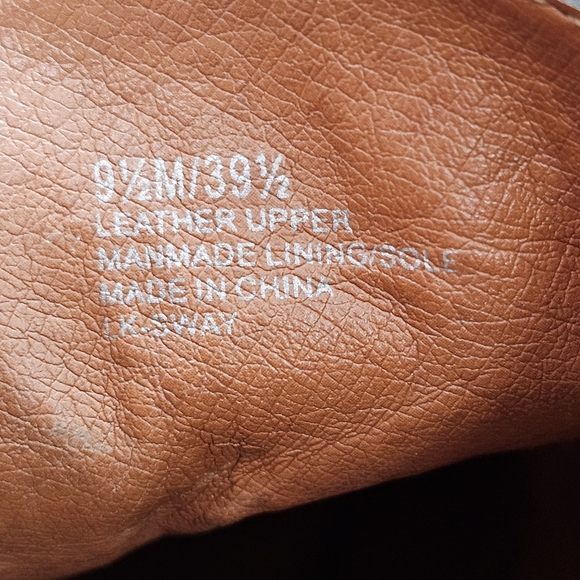 9½M/39½
LEATHER UPPER
MANMADE LINING/SOLE
MADE IN CHINA
LK-SWAY